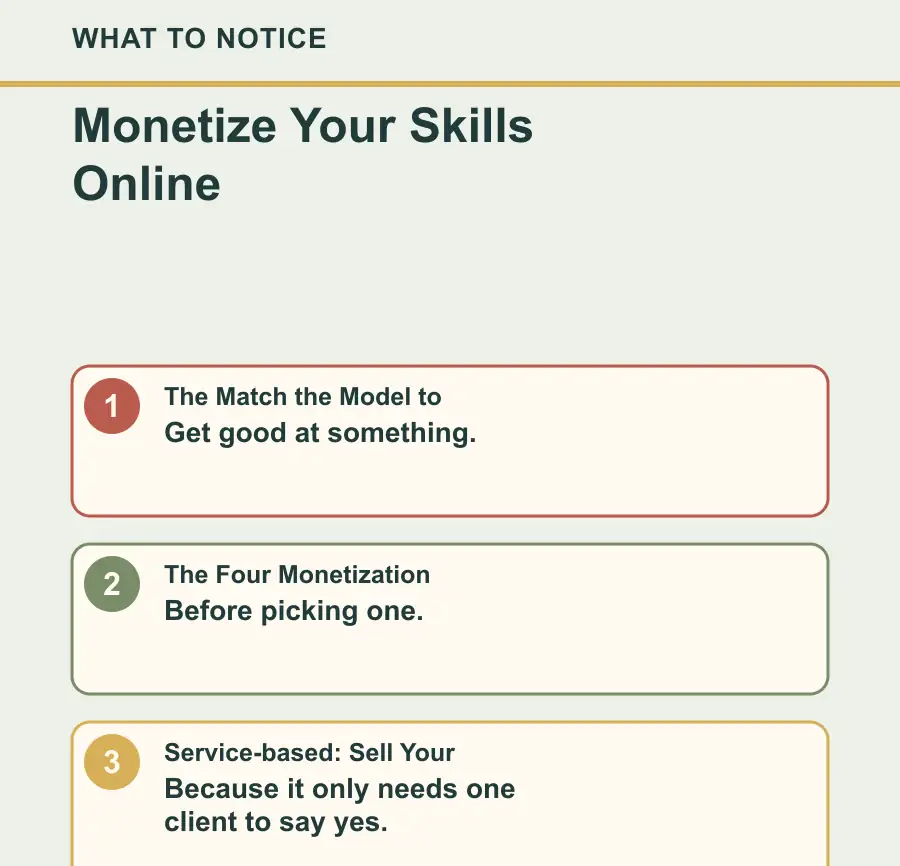 WHAT TO NOTICE
Monetize Your Skills
Online
1
The Match the Model to
Get good at something.
2
The Four Monetization
Before picking one.
3
Service-based: Sell Your
Because it only needs one
client to say yes.